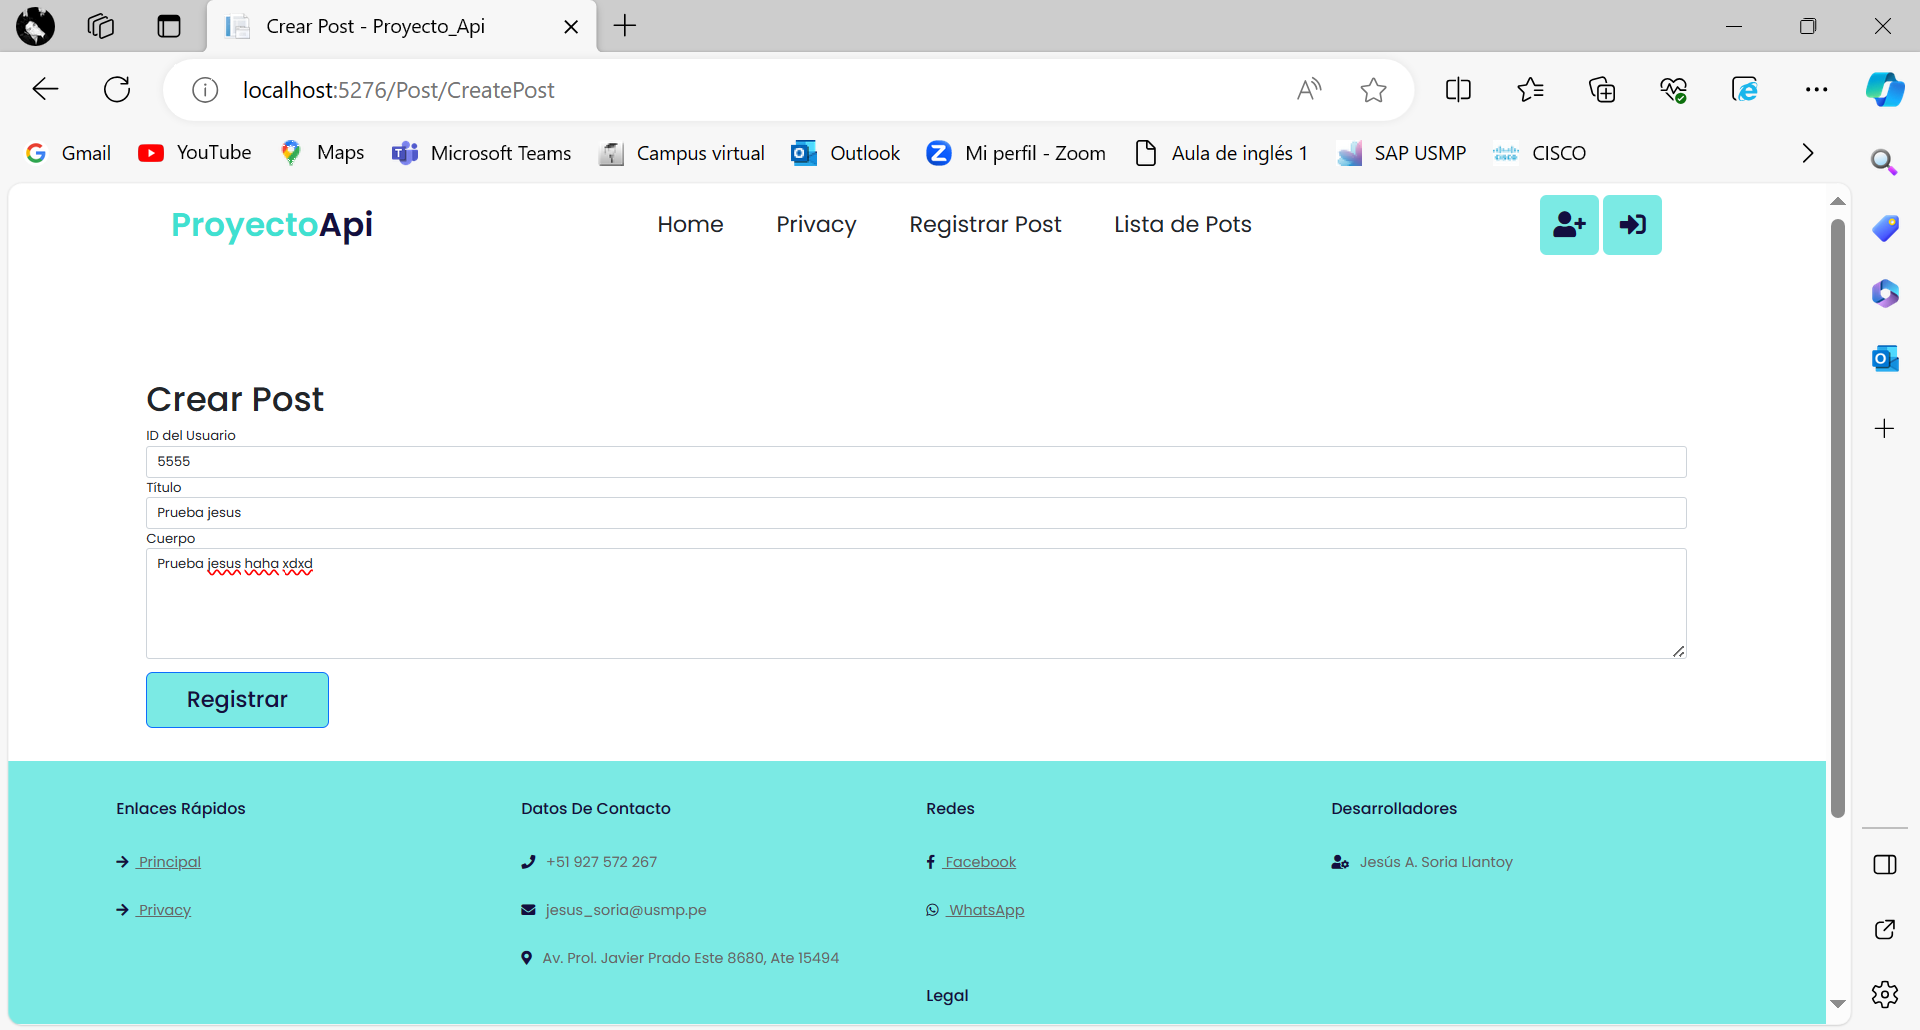 Crear Post - Proyecto_Api
localhost:5276/Post/CreatePost
Gmail YouTube Maps Microsoft Teams Campus virtual Outlook Mi perfil - Zoom Aula de inglés 1 SAP USMP CISCO
ProyectoApi Home Privacy Registrar Post Lista de Pots
Crear Post
ID del Usuario
5555
Título
Prueba jesus
Cuerpo
Prueba jesus haha xdxd
Registrar
Enlaces Rápidos
Principal
Privacy
Datos De Contacto
+51 927 572 267
jesus_soria@usmp.pe
Av. Prol. Javier Prado Este 8680, Ate 15494
Redes
Facebook
WhatsApp
Legal
Desarrolladores
Jesús A. Soria Llantoy